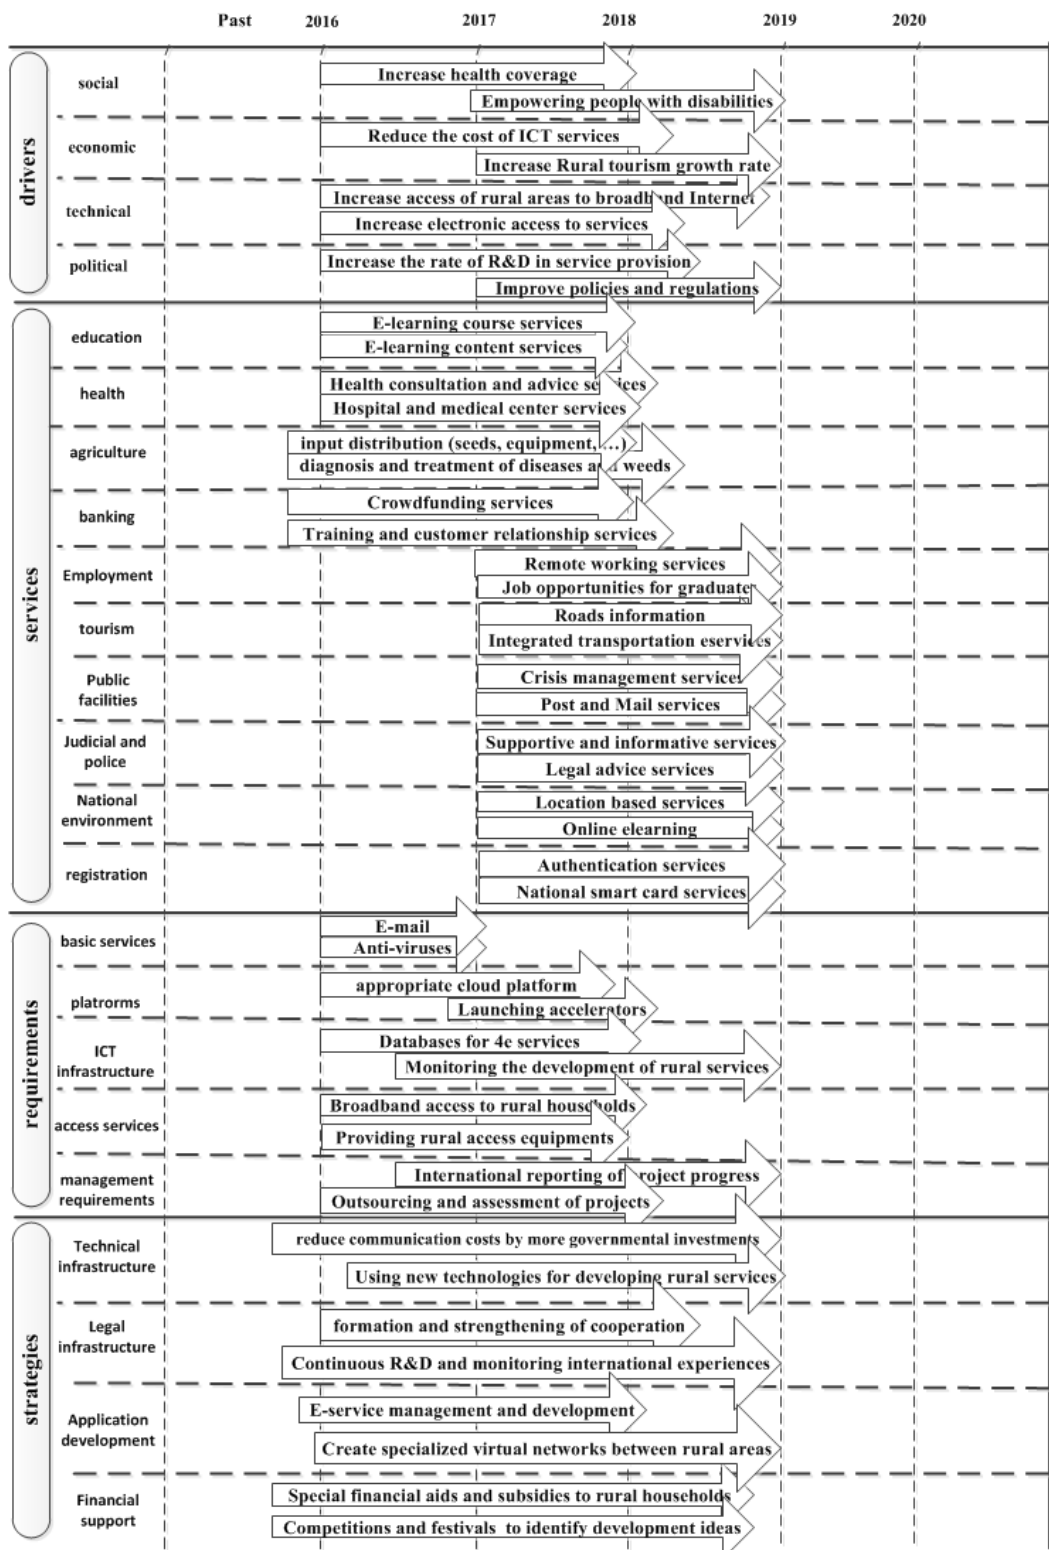 Past 2016 2017 2018 2019 2020
drivers
social
Increase health coverage
Empowering people with disabilities
economic
Reduce the cost of ICT services
Increase Rural tourism growth rate
technical
Increase access of rural areas to broadband Internet
Increase electronic access to services
political
Increase the rate of R&D in service provision
Improve policies and regulations
services
education
E-learning course services
E-learning content services
health
Health consultation and advice services
Hospital and medical center services
agriculture
input distribution (seeds, equipment, …)
diagnosis and treatment of diseases and weeds
banking
Crowdfunding services
Training and customer relationship services
Employment
Remote working services
Job opportunities for graduate
tourism
Roads information
Integrated transportation eservices
Public
facilities
Crisis management services
Post and Mail services
Judicial and
police
Supportive and informative services
Legal advice services
National
environment
Location based services
Online elearning
registration
Authentication services
National smart card services
requirements
basic services
E-mail
Anti-viruses
platrorms
appropriate cloud platform
Launching accelerators
ICT
infrastructure
Databases for 4e services
Monitoring the development of rural services
access services
Broadband access to rural households
Providing rural access equipments
management
requirements
International reporting of project progress
Outsourcing and assessment of projects
strategies
Technical
infrastructure
reduce communication costs by more governmental investments
Using new technologies for developing rural services
Legal
infrastructure
formation and strengthening of cooperation
Continuous R&D and monitoring international experiences
Application
development
E-service management and development
Create specialized virtual networks between rural areas
Financial
support
Special financial aids and subsidies to rural households
Competitions and festivals to identify development ideas